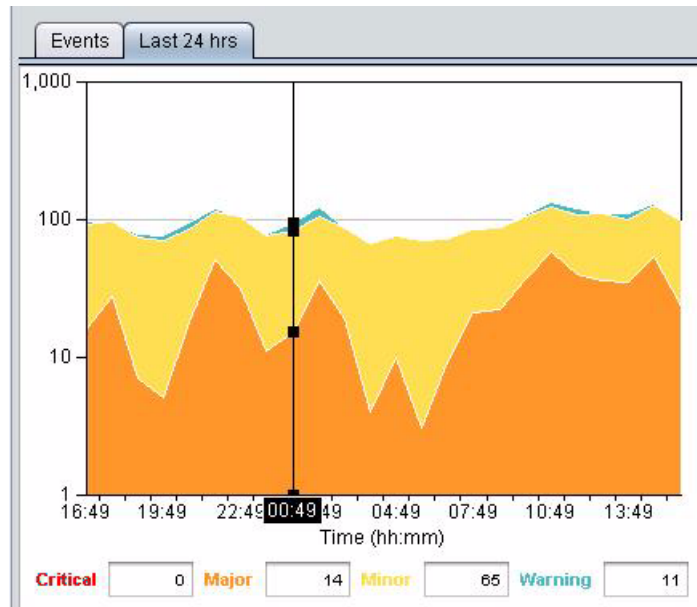 Events Last 24 hrs
1,000
100
10
1
16:49 19:49 22:49 00:49 49 04:49 07:49 10:49 13:49
Time (hh:mm)
Critical 0 Major 14 Minor 65 Warning 11